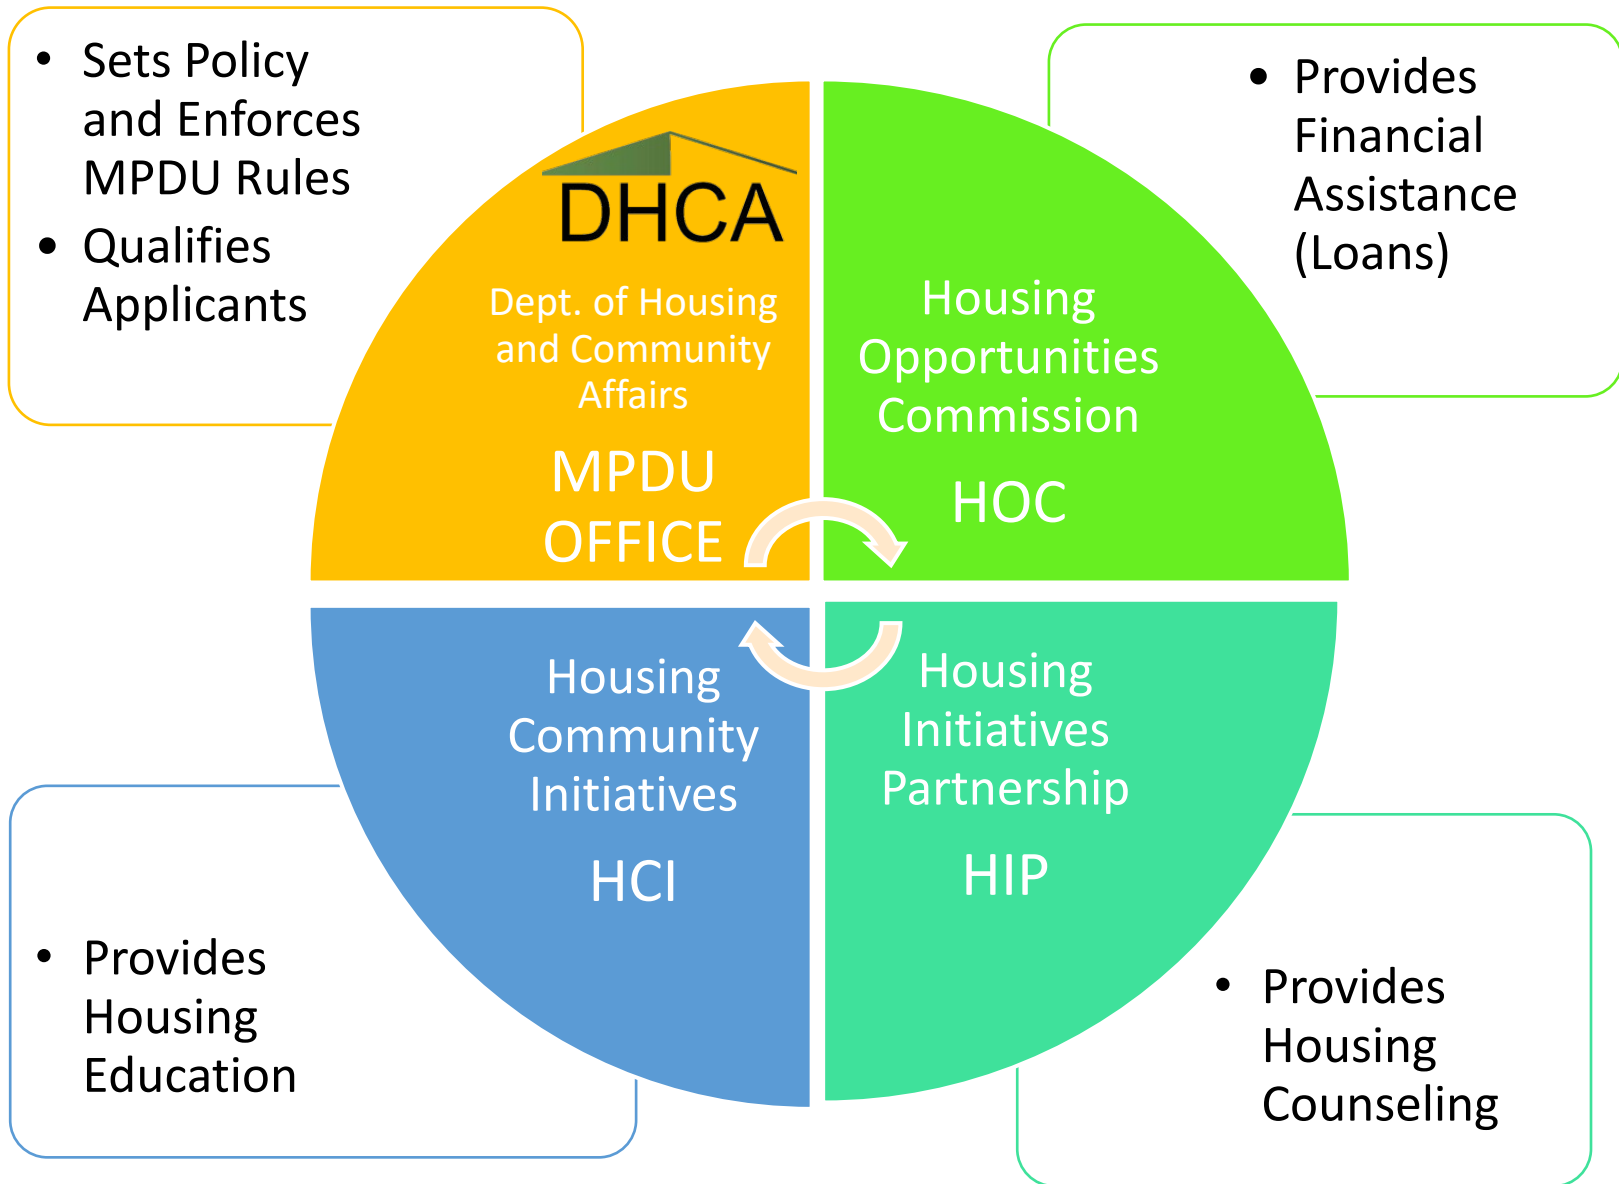 • Sets Policy
and Enforces
MPDU Rules
• Qualifies
Applicants
DHCA
Dept. of Housing
and Community
Affairs
MPDU
OFFICE
• Provides
Financial
Assistance
(Loans)
Housing
Opportunities
Commission
HOC
Housing
Community
Initiatives
HCI
• Provides
Housing
Education
Housing
Initiatives
Partnership
HIP
• Provides
Housing
Counseling